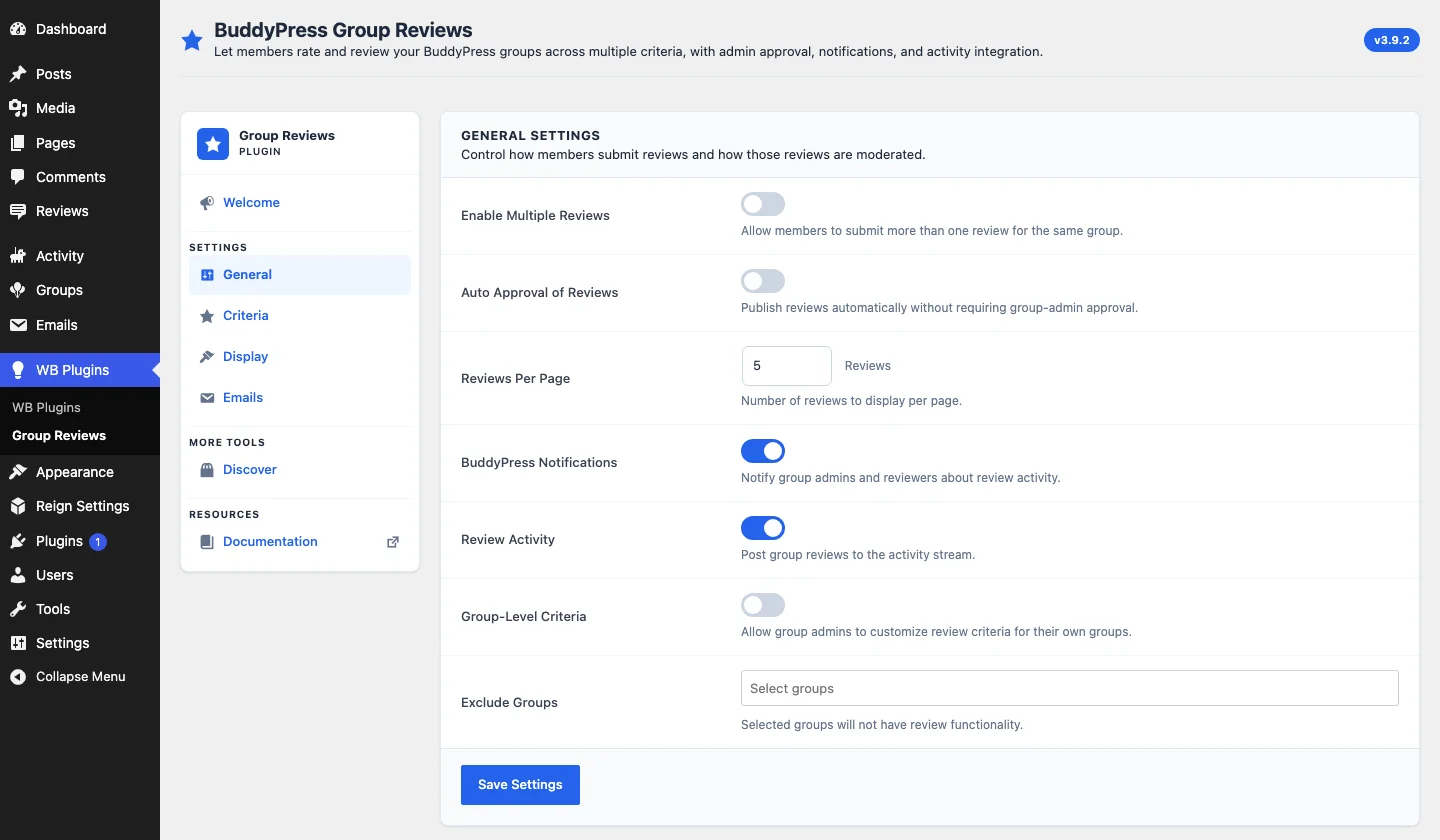 Dashboard
Posts
Media
Pages
Comments
Reviews
Activity
Groups
Emails
WB Plugins
WB Plugins
Group Reviews
Appearance
Reign Settings
Plugins 1
Users
Tools
Settings
Collapse Menu
BuddyPress Group Reviews
Let members rate and review your BuddyPress groups across multiple criteria, with admin approval, notifications, and activity integration.
v3.9.2
Group Reviews
PLUGIN
Welcome
SETTINGS
General
Criteria
Display
Emails
MORE TOOLS
Discover
RESOURCES
Documentation
GENERAL SETTINGS
Control how members submit reviews and how those reviews are moderated.
Enable Multiple Reviews
Allow members to submit more than one review for the same group.
Auto Approval of Reviews
Publish reviews automatically without requiring group-admin approval.
Reviews Per Page
5 Reviews
Number of reviews to display per page.
BuddyPress Notifications
Notify group admins and reviewers about review activity.
Review Activity
Post group reviews to the activity stream.
Group-Level Criteria
Allow group admins to customize review criteria for their own groups.
Exclude Groups
Select groups
Selected groups will not have review functionality.
Save Settings